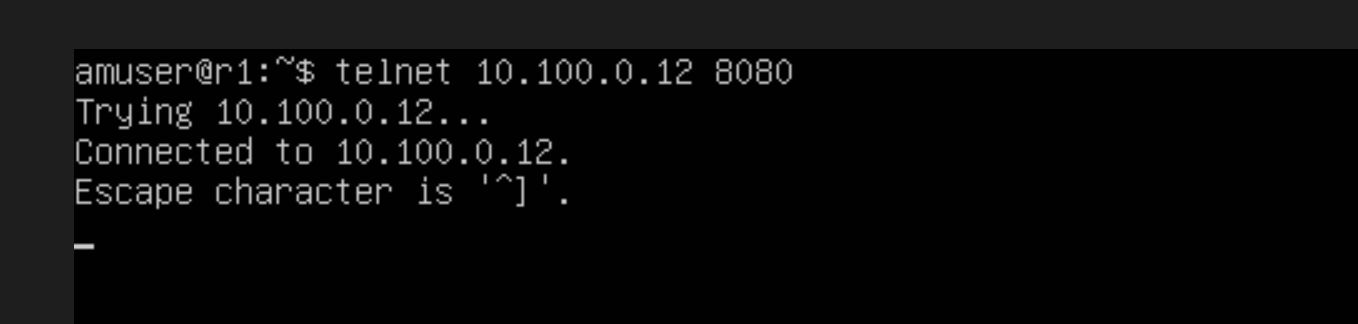 amuser@r1:~$ telnet 10.100.0.12 8080
Trying 10.100.0.12...
Connected to 10.100.0.12.
Escape character is '^]'.